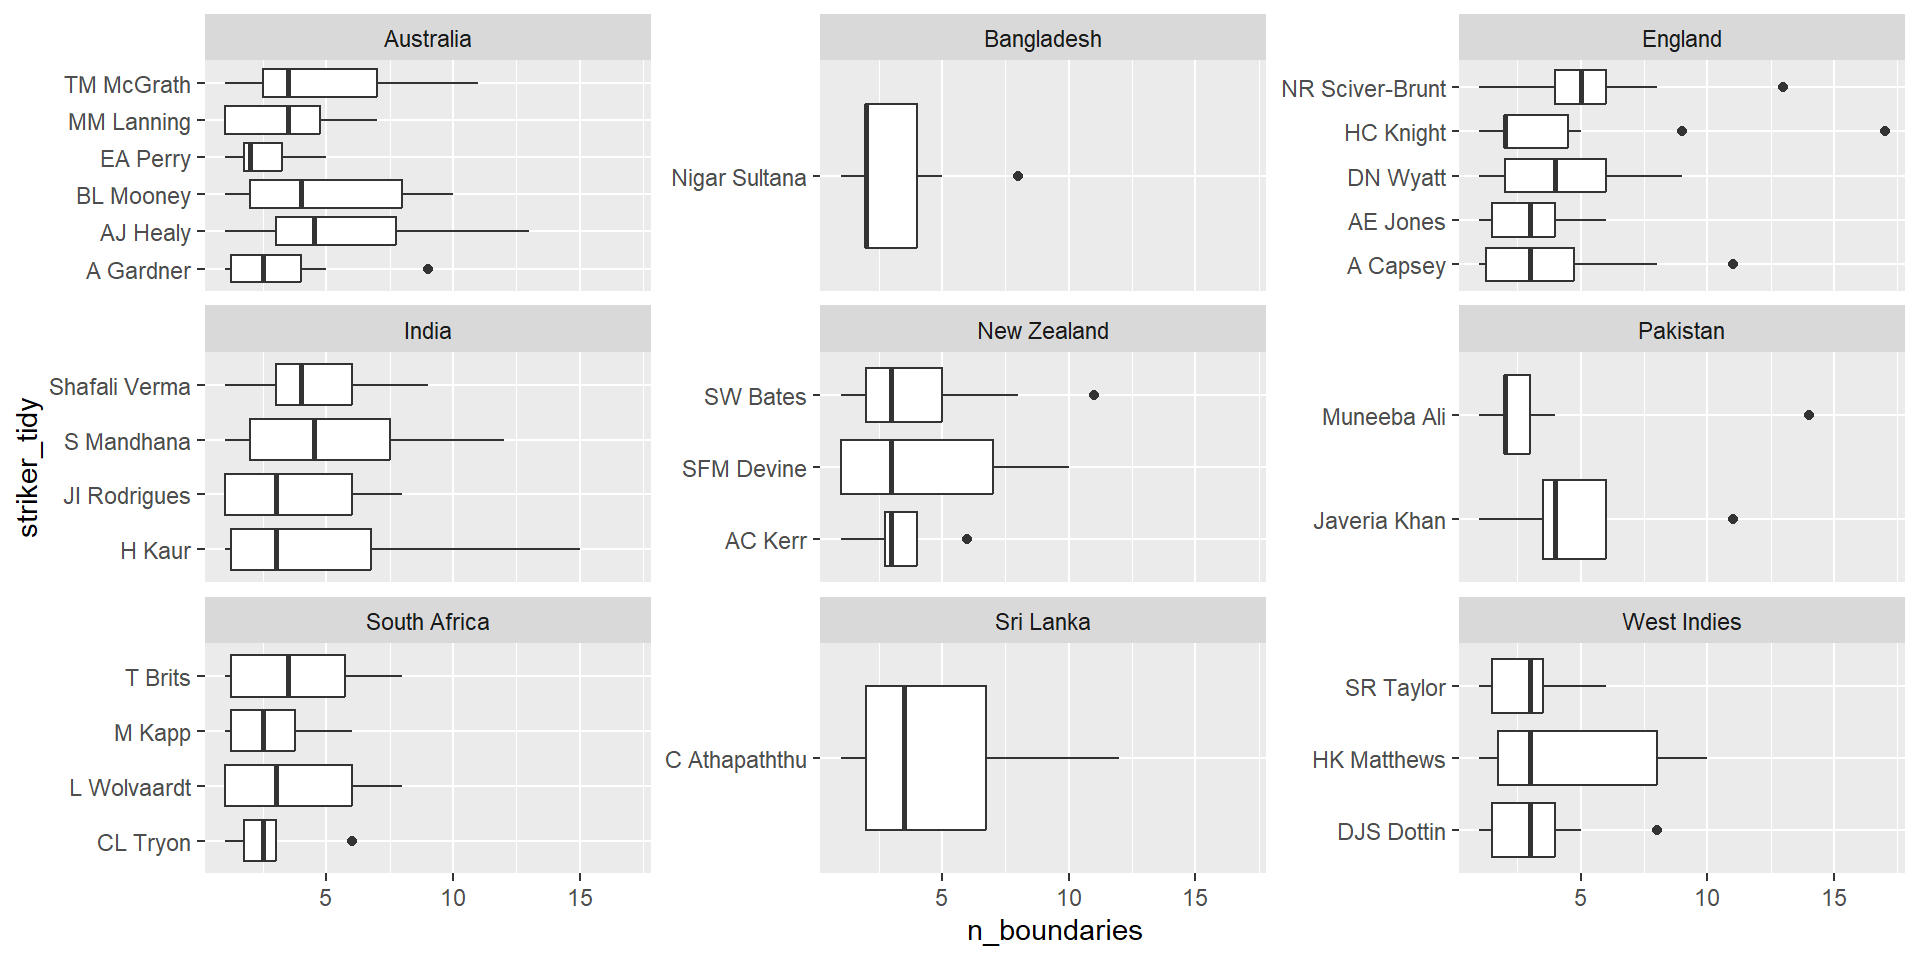 Australia
Bangladesh
England
TM McGrath
MM Lanning
EA Perry
BL Mooney
AJ Healy
A Gardner
Nigar Sultana
NR Sciver-Brunt
HC Knight
DN Wyatt
AE Jones
A Capsey
India
New Zealand
Pakistan
Shafali Verma
S Mandhana
JI Rodrigues
H Kaur
SW Bates
SFM Devine
AC Kerr
Muneeba Ali
Javeria Khan
South Africa
Sri Lanka
West Indies
T Brits
M Kapp
L Wolvaardt
CL Tryon
C Athapaththu
SR Taylor
HK Matthews
DJS Dottin
5 10 15
5 10 15
5 10 15
n_boundaries
striker_tidy